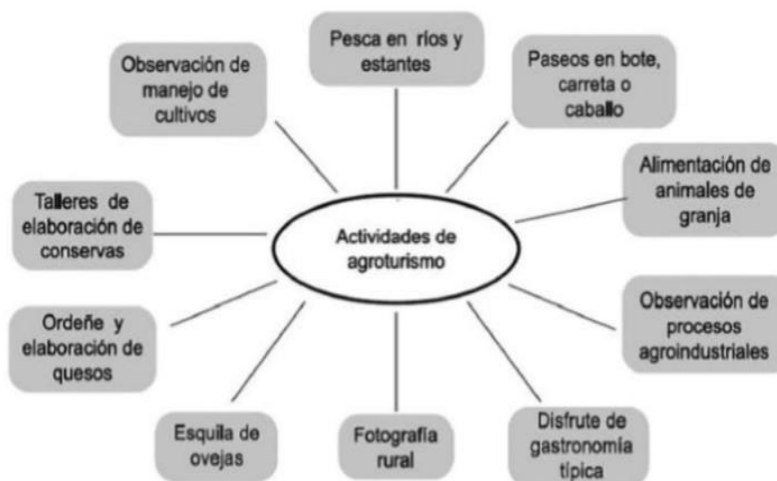 Pesca en ríos y
estantes
Observación de
manejo de
cultivos
Paseos en bote,
carreta o
caballo
Alimentación de
animales de
granja
Talleres de
elaboración de
conservas
Actividades de
agroturismo
Ordeñe y
elaboración de
quesos
Observación de
procesos
agroindustriales
Esquila de
ovejas
Fotografía
rural
Disfrute de
gastronomía
típica